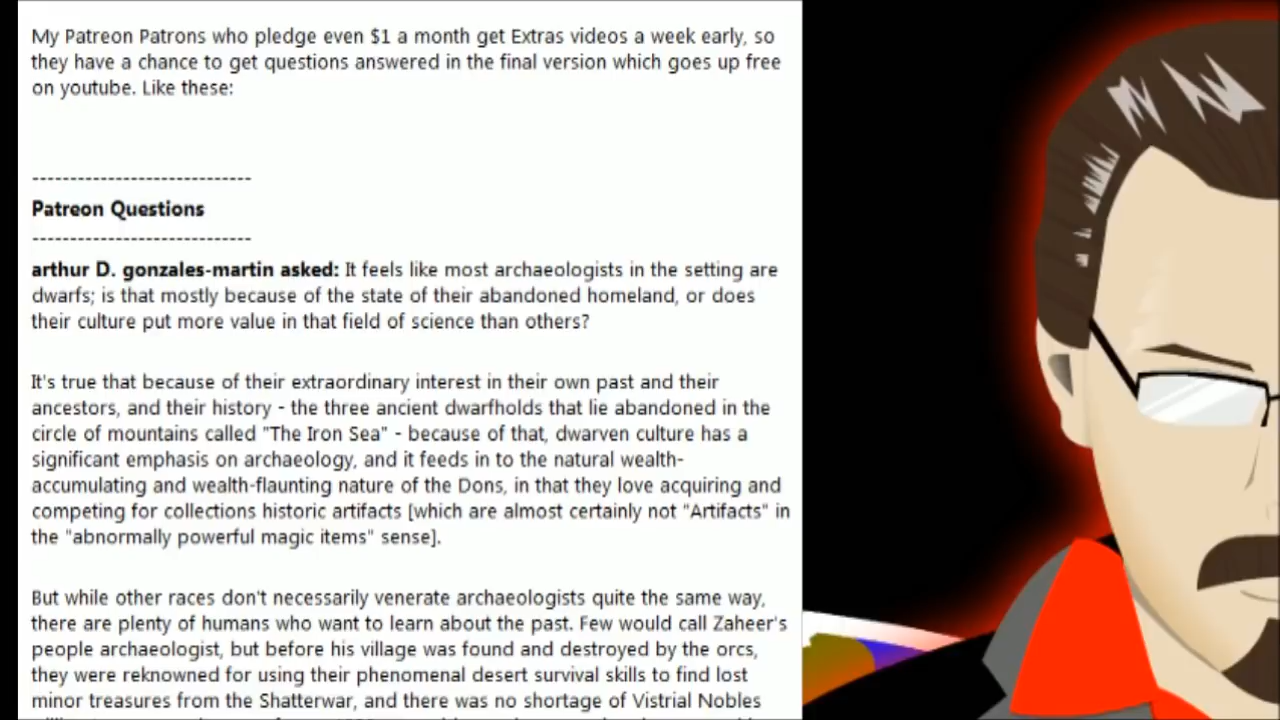 My Patreon Patrons who pledge even $1 a month get Extras videos a week early, so
they have a chance to get questions answered in the final version which goes up free
on youtube. Like these:
----------------------------
Patreon Questions
----------------------------
arthur D. gonzales-martin asked: It feels like most archaeologists in the setting are
dwarfs; is that mostly because of the state of their abandoned homeland, or does
their culture put more value in that field of science than others?
It's true that because of their extraordinary interest in their own past and their
ancestors, and their history - the three ancient dwarfholds that lie abandoned in the
circle of mountains called "The Iron Sea" - because of that, dwarven culture has a
significant emphasis on archaeology, and it feeds in to the natural wealth-
accumulating and wealth-flaunting nature of the Dons, in that they love acquiring and
competing for collections historic artifacts [which are almost certainly not "Artifacts" in
the "abnormally powerful magic items" sense].
But while other races don't necessarily venerate archaeologists quite the same way,
there are plenty of humans who want to learn about the past. Few would call Zaheer's
people archaeologist, but before his village was found and destroyed by the orcs,
they were reknowned for using their phenomenal desert survival skills to find lost
minor treasures from the Shatterwar, and there was no shortage of Vistrial Nobles